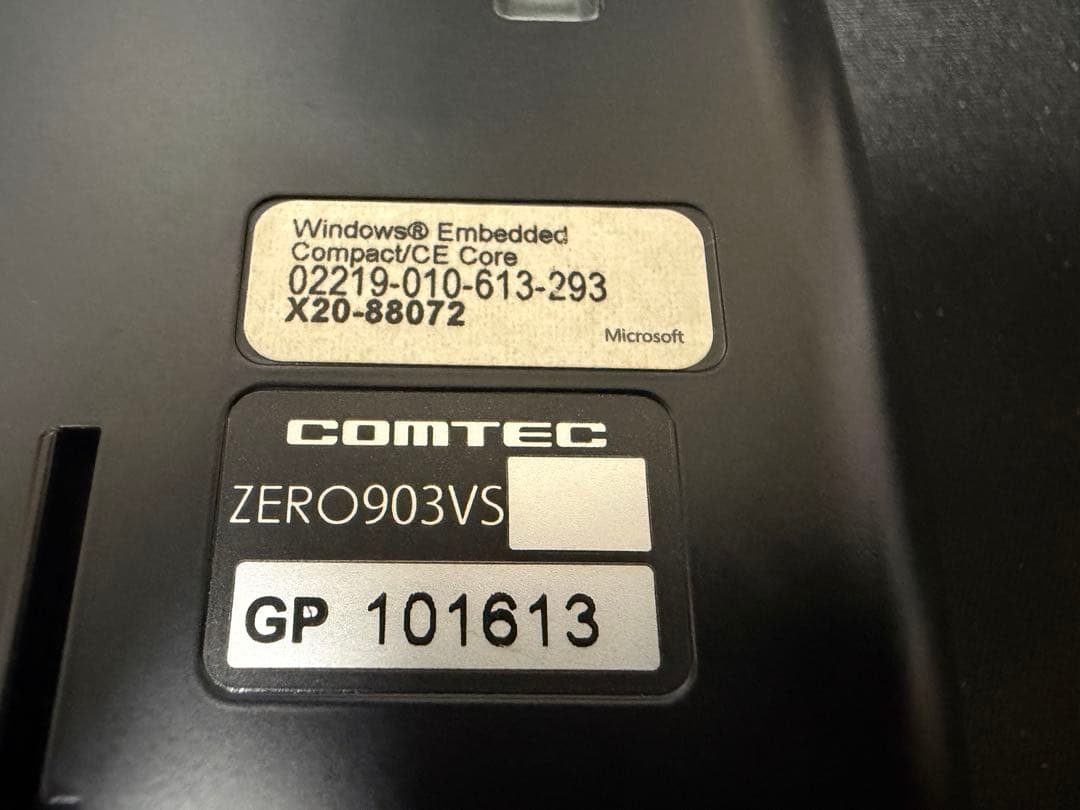 Windows® Embedded
Compact/CE Core
02219-010-613-293
X20-88072
Microsoft
COMTEC
ZERO903VS
GP 101613